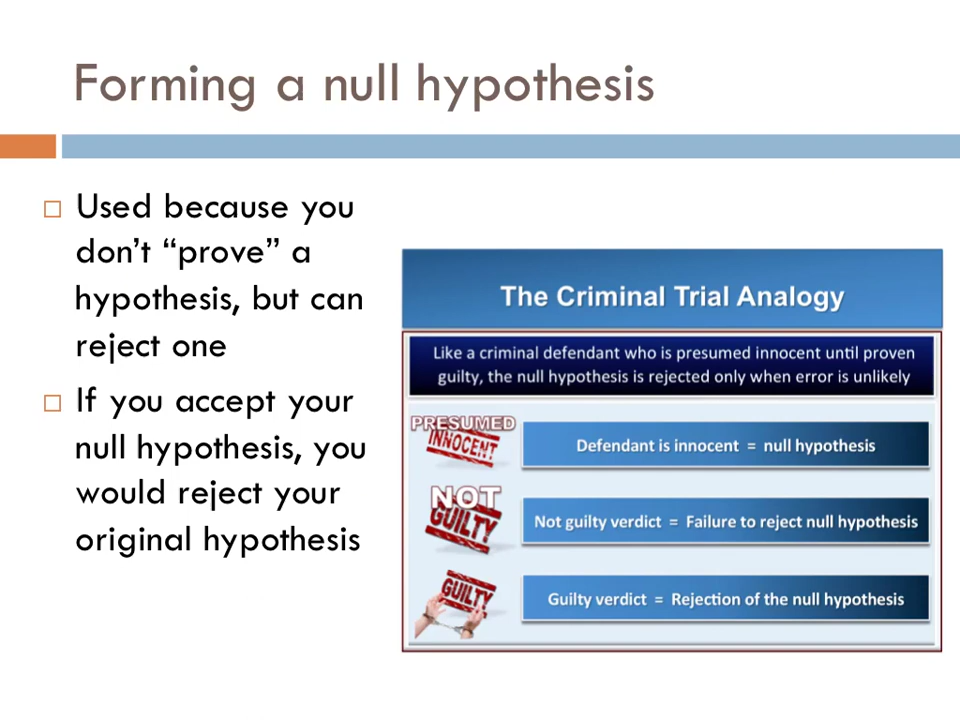 Forming a null hypothesis
Used because you
don’t “prove” a
hypothesis, but can
reject one
If you accept your
null hypothesis, you
would reject your
original hypothesis
The Criminal Trial Analogy
Like a criminal defendant who is presumed innocent until proven
guilty, the null hypothesis is rejected only when error is unlikely
PRESUMED
INNOCENT
Defendant is innocent = null hypothesis
NOT
GUILTY
Not guilty verdict = Failure to reject null hypothesis
GUILTY
Guilty verdict = Rejection of the null hypothesis